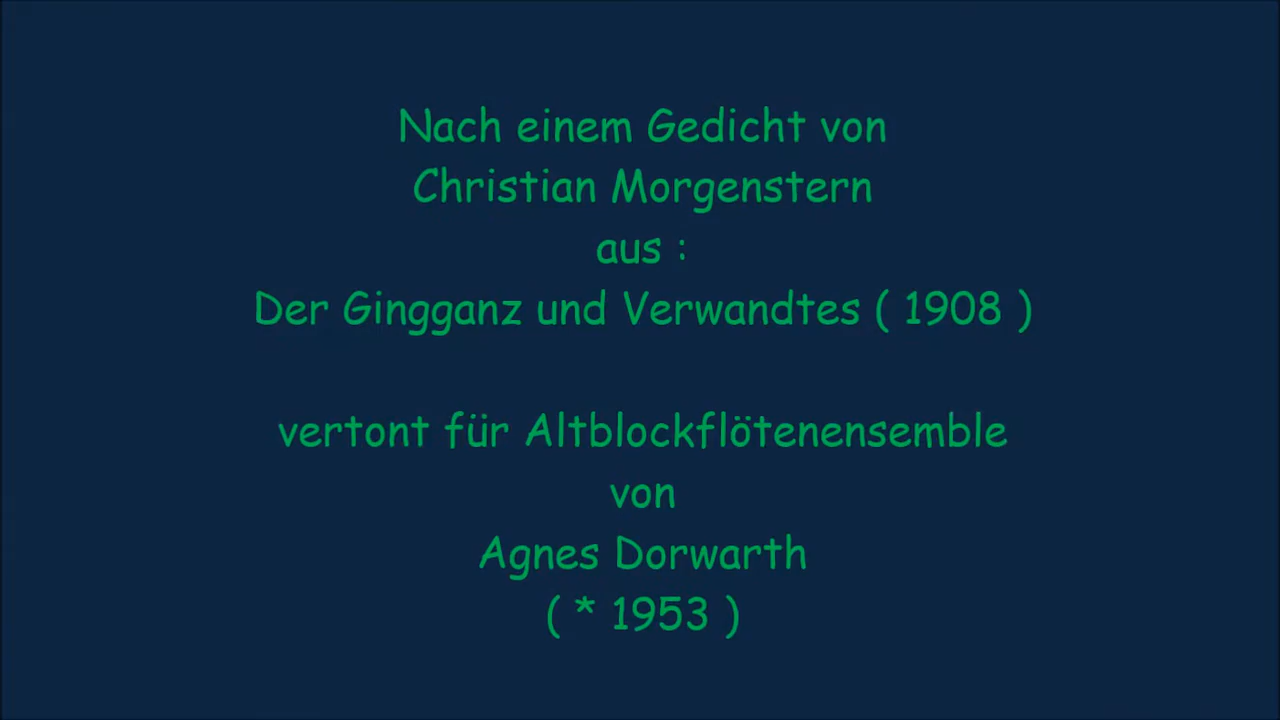 Nach einem Gedicht von
Christian Morgenstern
aus :
Der Gingganz und Verwandtes ( 1908 )
vertont für Altblockflötenensemble
von
Agnes Dorwarth
( * 1953 )